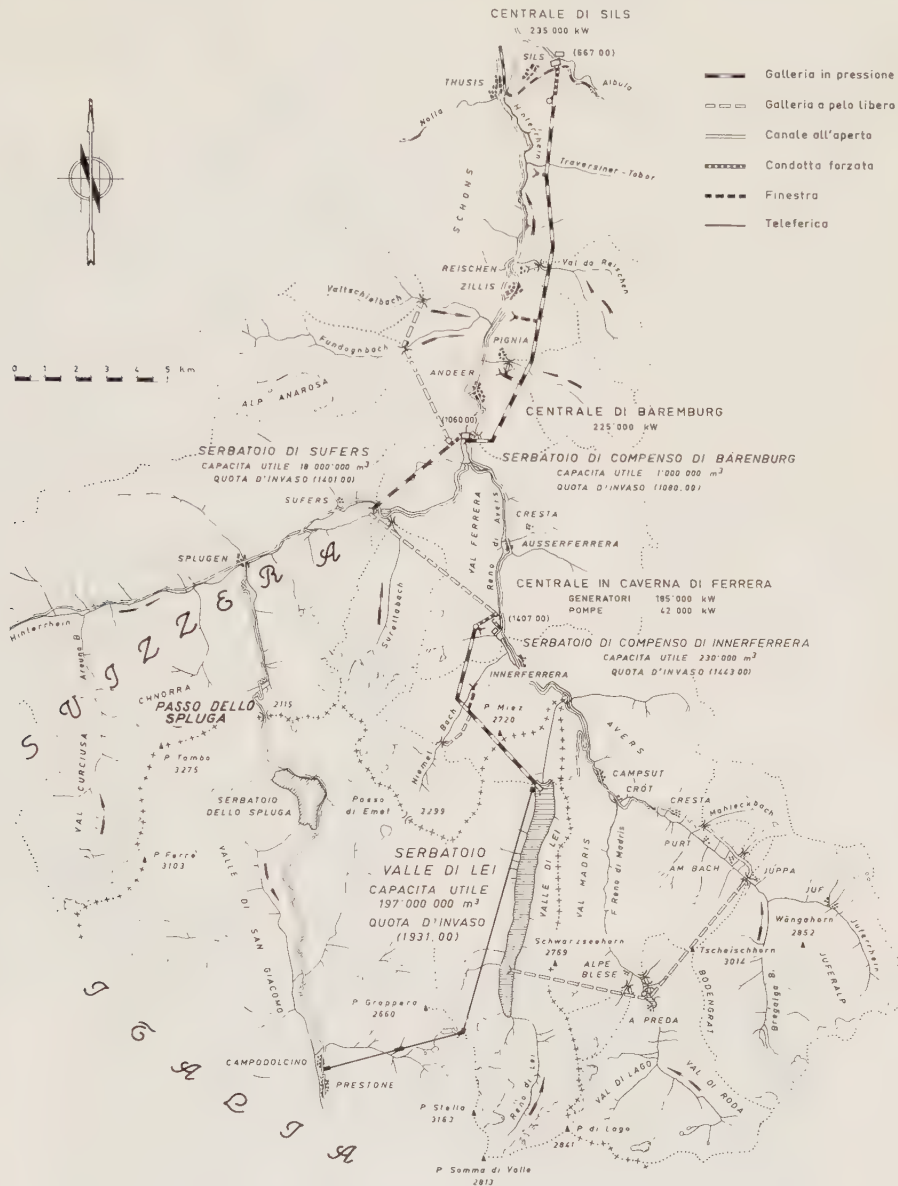 CENTRALE DI SILS
235 000 kW
(667 00)
SILS
THUSIS
Albula
Nolla
Hinterrhein
Traversiner-Tobor
SCHONS
Galleria in pressione
Galleria a pelo libero
Canale all'aperto
Condotta forzata
Finestra
Teleferica
REISCHEN
ZILLIS
Val da Reischen
Valtschielbach
Fundognbach
PIGNIA
ANDEER
0 1 2 3 4 5 km
ALP ANAROSA
(1060 00)
CENTRALE DI BÄREMBURG
225'000 kW
SERBATOIO DI SUFERS
CAPACITA UTILE 18 000'000 m³
QUOTA D'INVASO (1401 00)
SERBATOIO DI COMPENSO DI BÄRENBURG
CAPACITA UTILE 1'000 000 m³
QUOTA D'INVASO (1080.00)
SUFERS
SPLUGEN
VAL FERRERA
Reno di Avers
CRESTA
AUSSERFERRERA
Surettabach
CENTRALE IN CAVERNA DI FERRERA
GENERATORI 185'000 kW
POMPE 42 000 kW
(1407 00)
SERBATOIO DI COMPENSO DI INNERFERRERA
CAPACITA UTILE 230'000 m³
QUOTA D'INVASO (1443 00)
INNERFERRERA
Hinterrhein
SVIZZERA
Areuna B.
CHNORRA
PASSO DELLO
SPLUGA
2115
P Tambo
3275
VAL CURCIUSA
P Miez
2720
Niemet Bach
AVERS
CAMPSUT
CRÖT
CRESTA
Mahleckbach
PURT
AM BACH
JUPPA
JUF
SERBATOIO
DELLO SPLUGA
Passo
di Emet
3299
P Ferrè
3103
SERBATOIO
VALLE DI LEI
CAPACITA UTILE
197'000 000 m³
QUOTA D'INVASO
(1931,00)
VALLE DI LEI
VAL MADRIS
F Reno di Madris
Wängahorn
2852
Juferrhein
JUFERALP
Tscheischhorn
3014
Schwarzseehorn
2769
ALPE
BLESE
BODENGRAT
Bregalga B.
A PREDA
VALLE DI SAN GIACOMO
P Groppera
2660
CAMPODOLCINO
PRESTONE
Reno di Lei
VAL DI LAGO
VAL DI RODA
P Stella
3163
P di Lago
2841
P Somma di Valle
2813
ITALIA